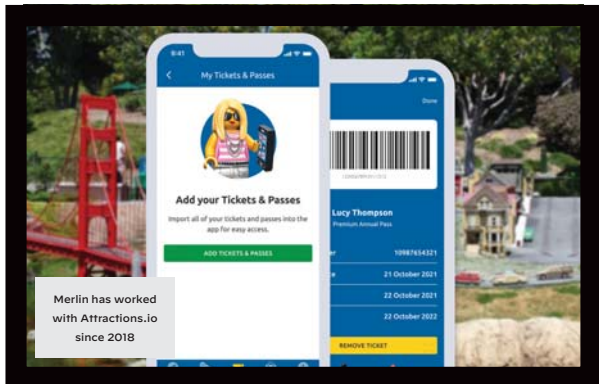 9:41
My Tickets & Passes
Add your Tickets & Passes
Import all of your tickets and passes into the
app for easy access.
ADD TICKETS & PASSES
Done
Lucy Thompson
Premium Annual Pass
10987654321
21 October 2021
22 October 2021
22 October 2022
REMOVE TICKET
Merlin has worked
with Attractions.io
since 2018